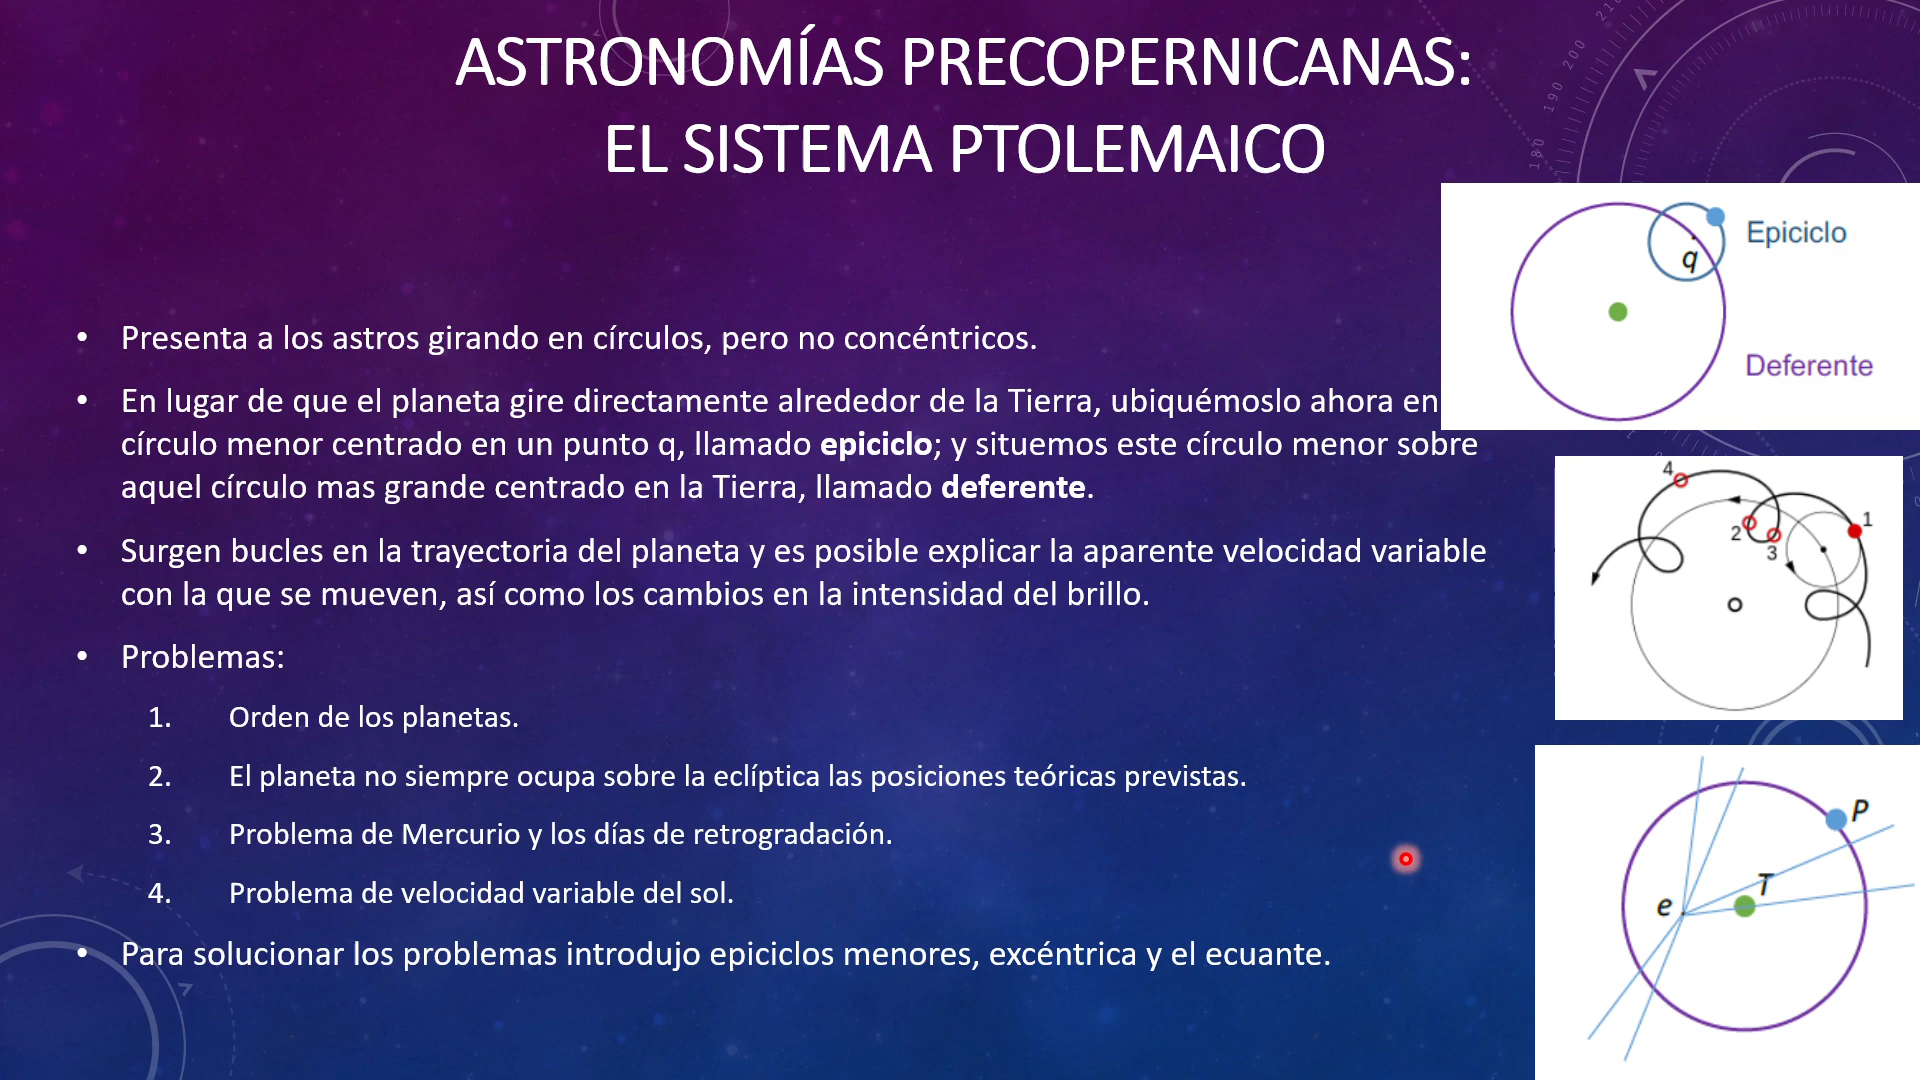 ASTRONOMÍAS PRECOPERNICANAS:
EL SISTEMA PTOLEMAICO
• Presenta a los astros girando en círculos, pero no concéntricos.
• En lugar de que el planeta gire directamente alrededor de la Tierra, ubiquémoslo ahora en
círculo menor centrado en un punto q, llamado epiciclo; y situemos este círculo menor sobre
aquel círculo mas grande centrado en la Tierra, llamado deferente.
• Surgen bucles en la trayectoria del planeta y es posible explicar la aparente velocidad variable
con la que se mueven, así como los cambios en la intensidad del brillo.
• Problemas:
1. Orden de los planetas.
2. El planeta no siempre ocupa sobre la eclíptica las posiciones teóricas previstas.
3. Problema de Mercurio y los días de retrogradación.
4. Problema de velocidad variable del sol.
• Para solucionar los problemas introdujo epiciclos menores, excéntrica y el ecuante.
Epiciclo
q
Deferente
4
1
2
3
P
T
e
210
200
190
180